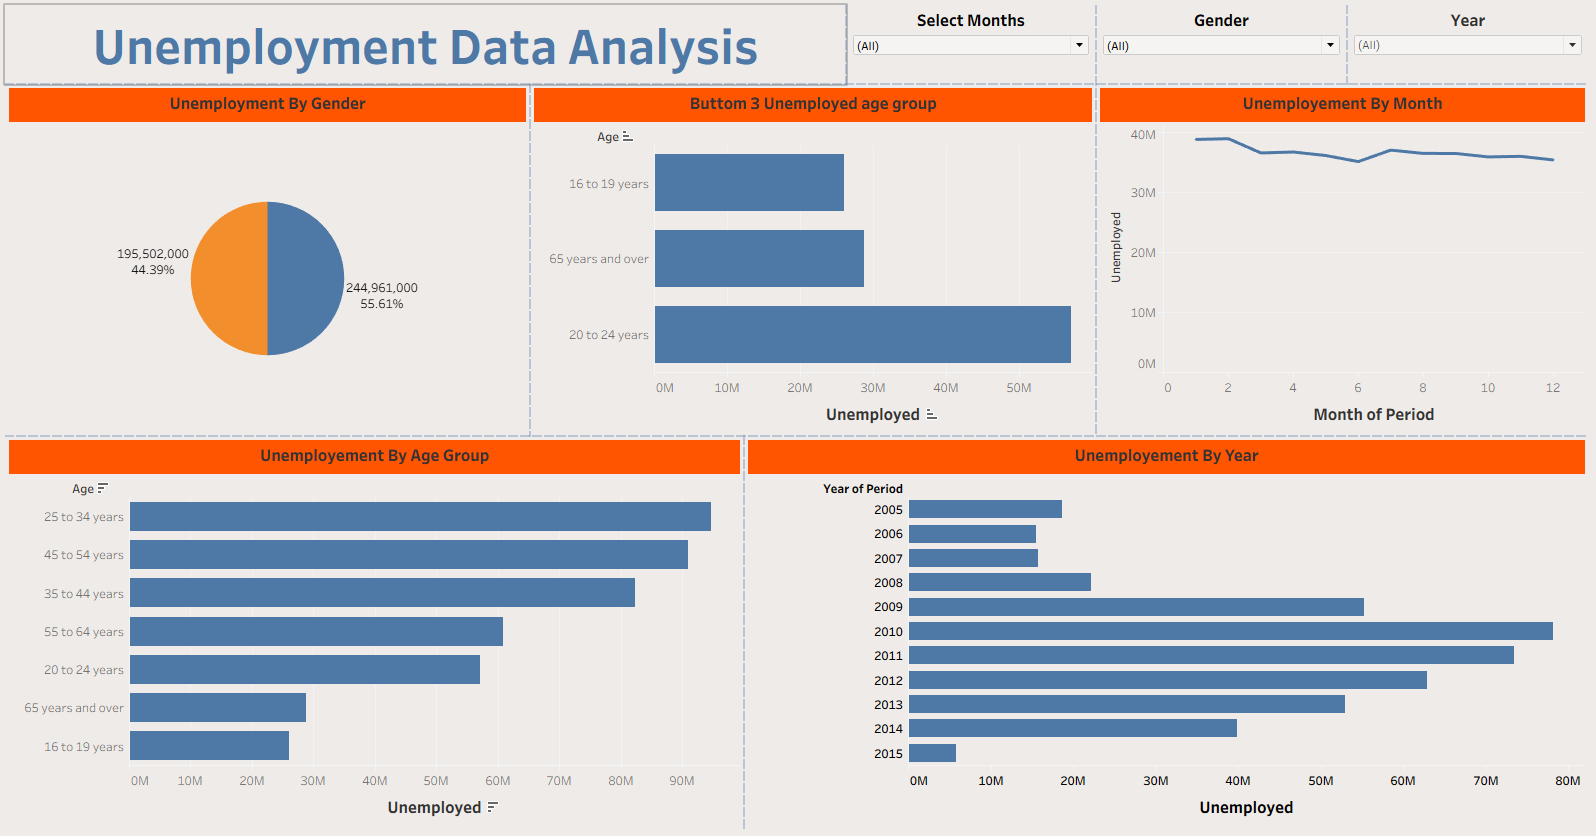 Unemployment Data Analysis
Select Months
(All)
Gender
(All)
Year
(All)
Unemployment By Gender
195,502,000
44.39%
244,961,000
55.61%
Buttom 3 Unemployed age group
Age
16 to 19 years
65 years and over
20 to 24 years
0M 10M 20M 30M 40M 50M
Unemployed
Unemployement By Month
40M
30M
20M
10M
0M
Unemployed
0 2 4 6 8 10 12
Month of Period
Unemployement By Age Group
Age
25 to 34 years
45 to 54 years
35 to 44 years
55 to 64 years
20 to 24 years
65 years and over
16 to 19 years
0M 10M 20M 30M 40M 50M 60M 70M 80M 90M
Unemployed
Unemployement By Year
Year of Period
2005
2006
2007
2008
2009
2010
2011
2012
2013
2014
2015
0M 10M 20M 30M 40M 50M 60M 70M 80M
Unemployed